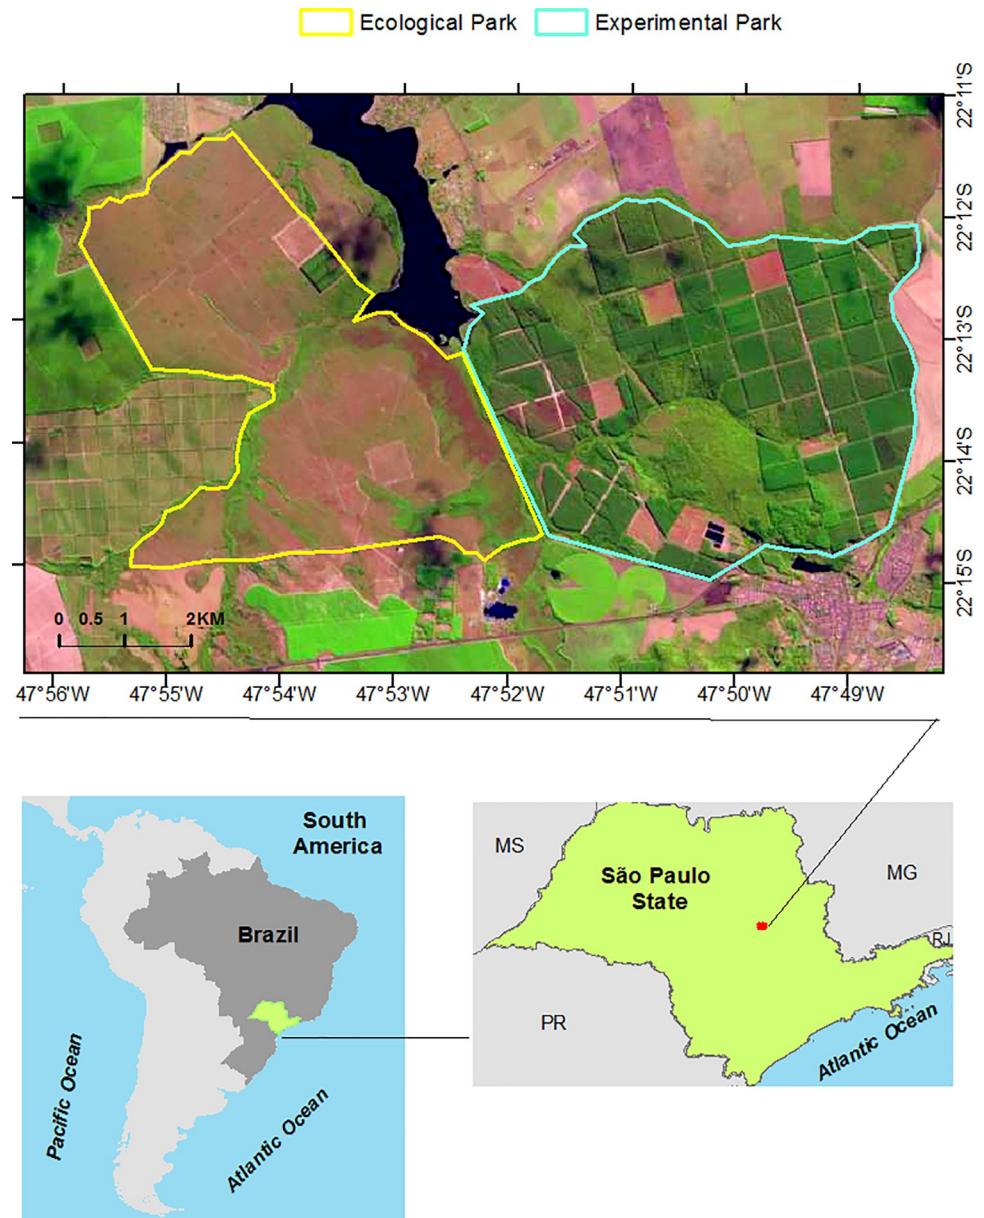 Ecological Park Experimental Park
22°11'S
22°12'S
22°13'S
22°14'S
22°15'S
0 0.5 1 2KM
47°56'W 47°55'W 47°54'W 47°53'W 47°52'W 47°51'W 47°50'W 47°49'W
South
America
Brazil
Pacific Ocean
Atlantic Ocean
MS
São Paulo
State
MG
RJ
PR
Atlantic Ocean